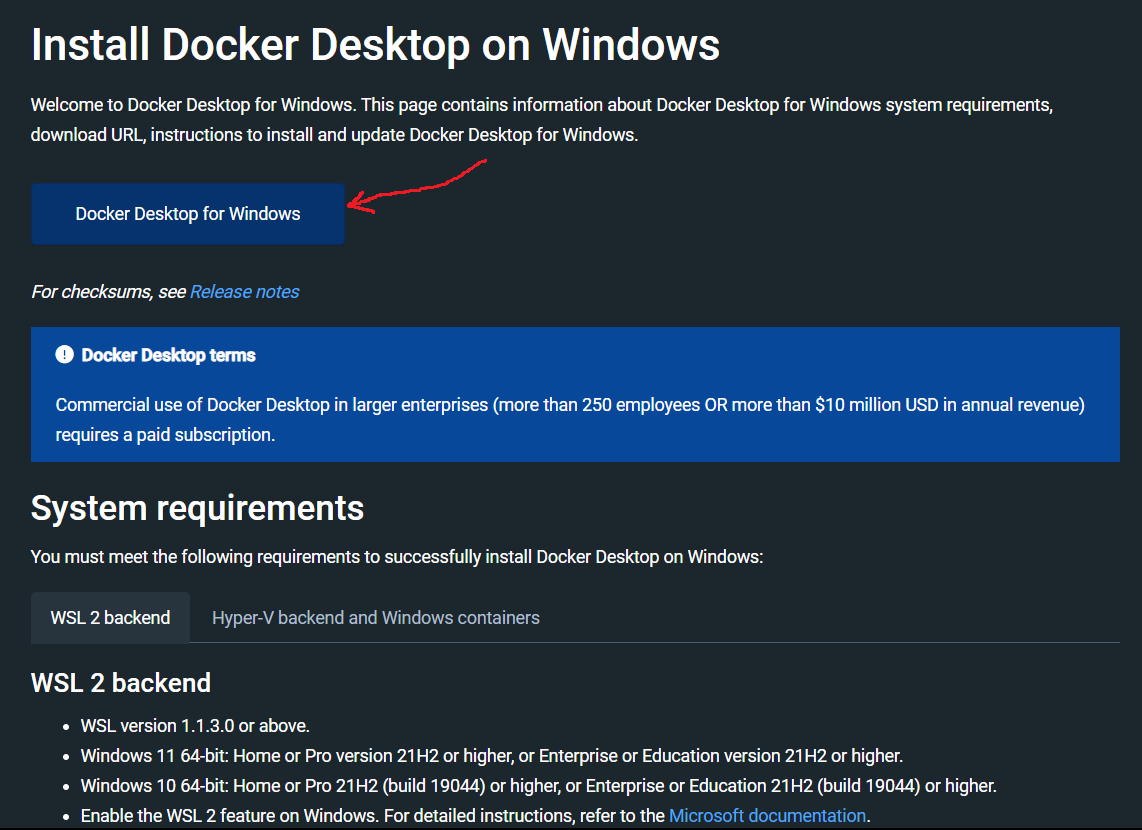 Install Docker Desktop on Windows
Welcome to Docker Desktop for Windows. This page contains information about Docker Desktop for Windows system requirements,
download URL, instructions to install and update Docker Desktop for Windows.
Docker Desktop for Windows
For checksums, see Release notes
Docker Desktop terms
Commercial use of Docker Desktop in larger enterprises (more than 250 employees OR more than $10 million USD in annual revenue)
requires a paid subscription.
System requirements
You must meet the following requirements to successfully install Docker Desktop on Windows:
WSL 2 backend Hyper-V backend and Windows containers
WSL 2 backend
• WSL version 1.1.3.0 or above.
• Windows 11 64-bit: Home or Pro version 21H2 or higher, or Enterprise or Education version 21H2 or higher.
• Windows 10 64-bit: Home or Pro 21H2 (build 19044) or higher, or Enterprise or Education 21H2 (build 19044) or higher.
• Enable the WSL 2 feature on Windows. For detailed instructions, refer to the Microsoft documentation.